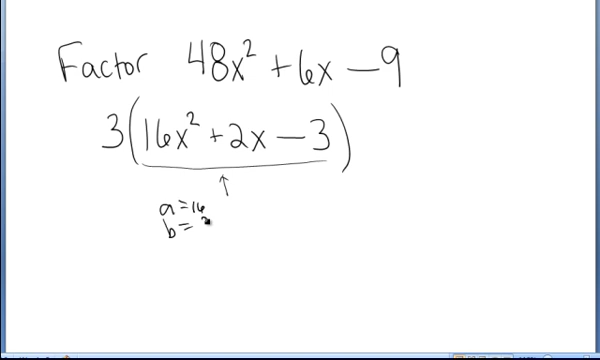 Factor 48x² + 6x − 9
3(16x² + 2x − 3)
↑
a = 16
b =